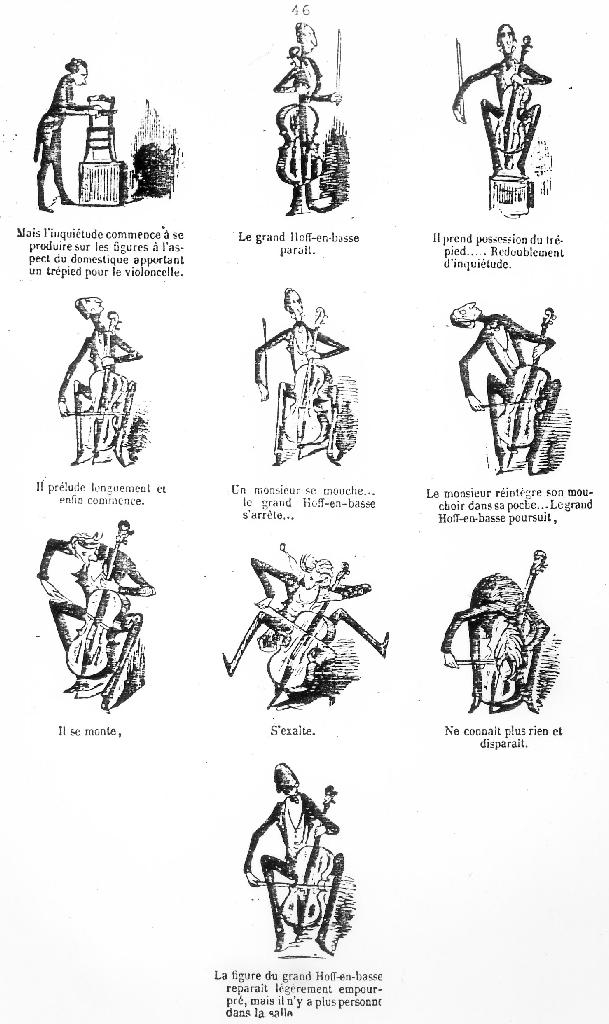 46
Mais l'inquiétude commence à se
produire sur les figures à l'as-
pect du domestique apportant
un trépied pour le violoncelle.
Le grand Hoff-en-basse
paraît.
Il prend possession du tré-
pied..... Redoublement
d'inquiétude.
Il prélude longuement et
enfin commence.
Un monsieur se mouche...
le grand Hoff-en-basse
s'arrête...
Le monsieur réintègre son mou-
choir dans sa poche... Le grand
Hoff-en-basse poursuit,
Il se monte,
S'exalte.
Ne connait plus rien et
disparait.
La figure du grand Hoff-en-basse
reparait légèrement empour-
pré, mais il n'y a plus personne
dans la salle